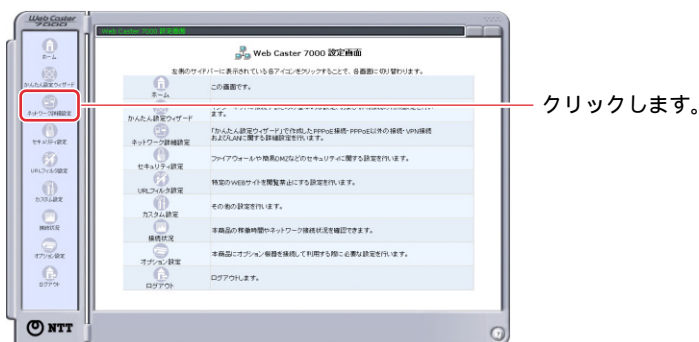 Web Caster
7000
Web Caster 7000 設定画面
Web Caster 7000 設定画面
左側のサイドバーに表示されている各アイコンをクリックすることで、各画面に切り替わります。
ホーム
かんたん設定ウィザード
ネットワーク詳細設定
セキュリティ設定
URLフィルタ設定
カスタム設定
接続状況
オプション設定
ログアウト
ホーム
この画面です。
かんたん設定ウィザード
ます。
ネットワーク詳細設定
「かんたん設定ウィザード」で作成したPPPoE接続・PPPoE以外の接続・VPN接続
およびLANに関する詳細設定を行います。
セキュリティ設定
ファイアウォールや簡易DMZなどのセキュリティに関する設定を行います。
URLフィルタ設定
特定のWEBサイトを閲覧禁止にする設定を行います。
カスタム設定
その他の設定を行います。
接続状況
本商品の稼働時間やネットワーク接続状況を確認できます。
オプション設定
本商品にオプション機器を接続して利用する際に必要な設定を行います。
ログアウト
ログアウトします。
クリックします。
NTT